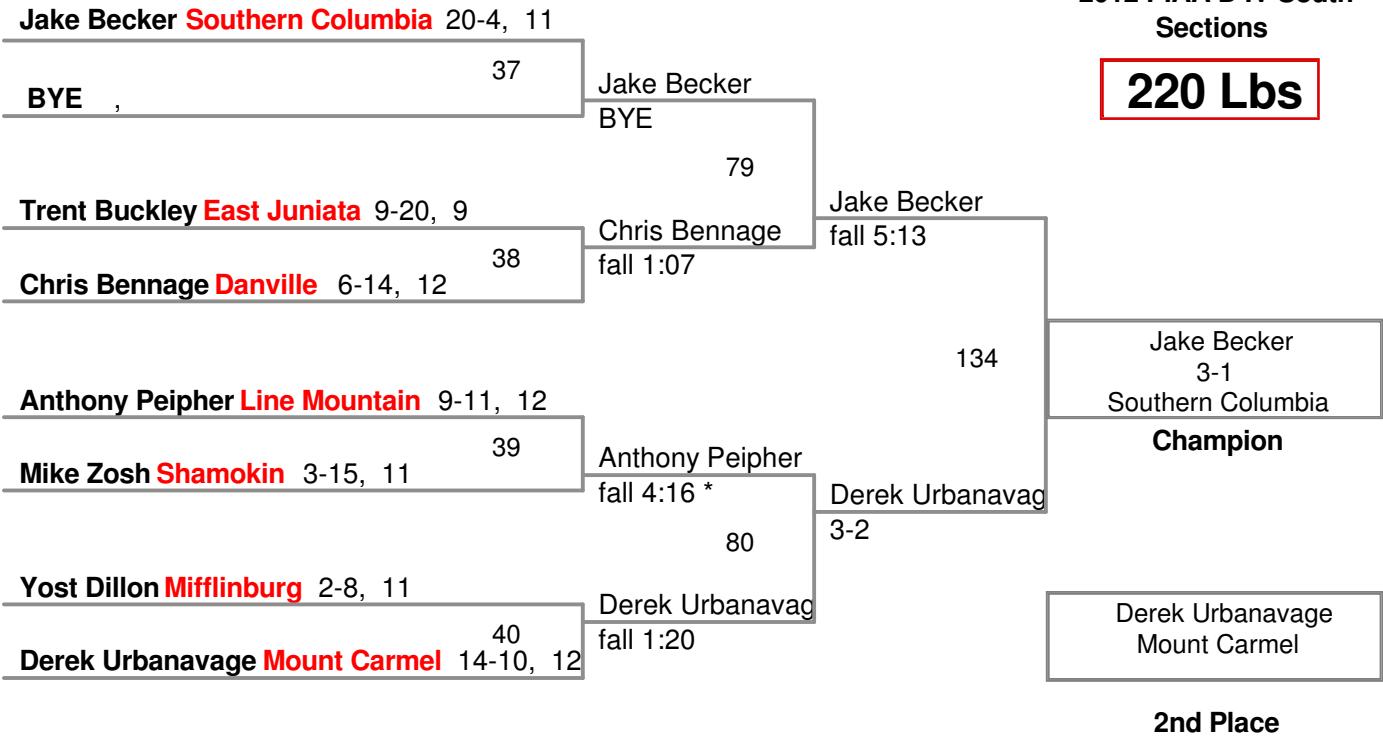 Sections
220 Lbs
Jake Becker Southern Columbia 20-4, 11
37
BYE ,
Jake Becker
BYE
79
Trent Buckley East Juniata 9-20, 9
38
Chris Bennage Danville 6-14, 12
Chris Bennage
fall 1:07
Jake Becker
fall 5:13
134
Anthony Peipher Line Mountain 9-11, 12
39
Mike Zosh Shamokin 3-15, 11
Anthony Peipher
fall 4:16 *
80
Yost Dillon Mifflinburg 2-8, 11
40
Derek Urbanavage Mount Carmel 14-10, 12
Derek Urbanavag
fall 1:20
Derek Urbanavag
3-2
Jake Becker
3-1
Southern Columbia
Champion
Derek Urbanavage
Mount Carmel
2nd Place